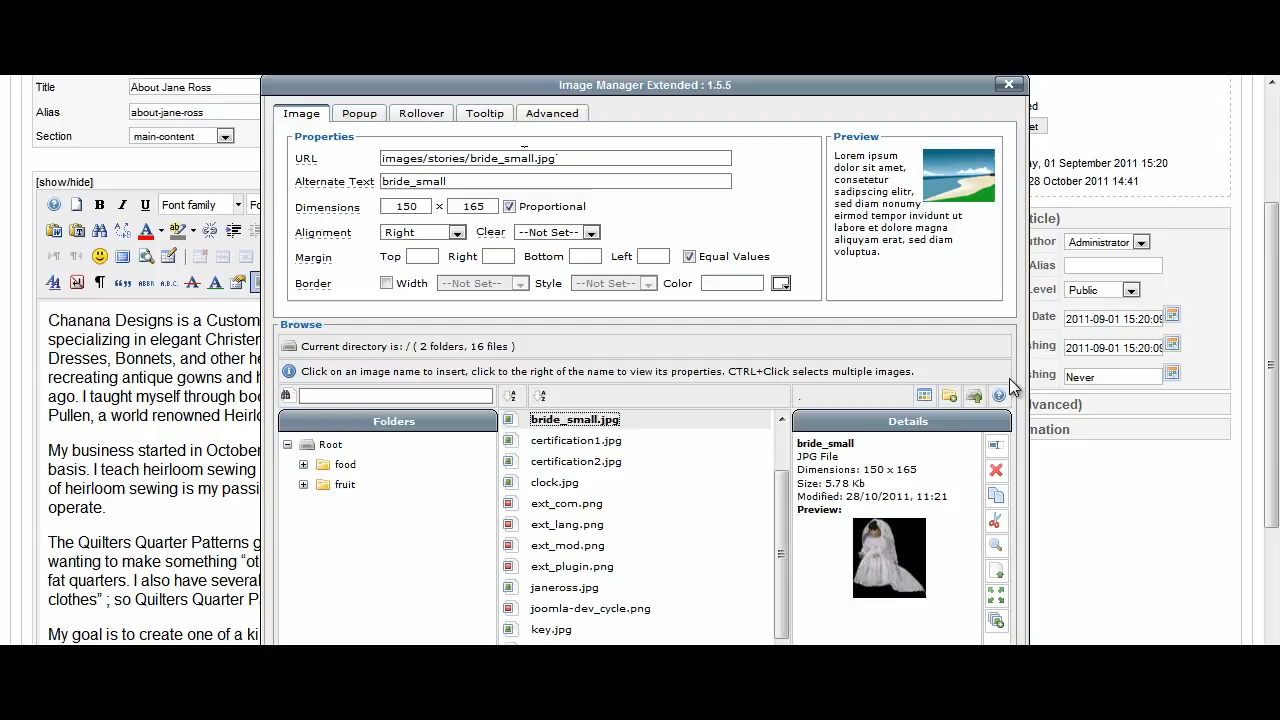 Image Manager Extended : 1.5.5
Title
About Jane Ross
Alias
about-jane-ross
Section
main-content
[show/hide]
B I U
Font family
A
ABBR A.B.C. A A
Chanana Designs is a Custom
specializing in elegant Christer
Dresses, Bonnets, and other he
recreating antique gowns and h
ago. I taught myself through bo
Pullen, a world renowned Heirlo
My business started in October
basis. I teach heirloom sewing
of heirloom sewing is my passi
operate.
The Quilters Quarter Patterns g
wanting to make something “ot
fat quarters. I also have several
clothes” ; so Quilters Quarter P
My goal is to create one of a ki
Image
Popup
Rollover
Tooltip
Advanced
Properties
URL
images/stories/bride_small.jpg
Alternate Text
bride_small
Dimensions
150 x 165
Proportional
Alignment
Right
Clear
--Not Set--
Margin
Top
Right
Bottom
Left
Equal Values
Border
Width
--Not Set--
Style
--Not Set--
Color
Preview
Lorem ipsum
dolor sit amet,
consetetur
sadipscing elitr,
sed diam nonumy
eirmod tempor invidunt ut
labore et dolore magna
aliquyam erat, sed diam
voluptua.
Browse
Current directory is: / ( 2 folders, 16 files )
Click on an image name to insert, click to the right of the name to view its properties. CTRL+Click selects multiple images.
.
Folders
Root
food
fruit
bride_small.jpg
certification1.jpg
certification2.jpg
clock.jpg
ext_com.png
ext_lang.png
ext_mod.png
ext_plugin.png
janeross.jpg
joomla-dev_cycle.png
key.jpg
Details
bride_small
JPG File
Dimensions: 150 x 165
Size: 5.78 Kb
Modified: 28/10/2011, 11:21
Preview:
d
et
ay, 01 September 2011 15:20
28 October 2011 14:41
ticle)
uthor
Administrator
Alias
Level
Public
Date
2011-09-01 15:20:09
shing
2011-09-01 15:20:09
shing
Never
dvanced)
mation